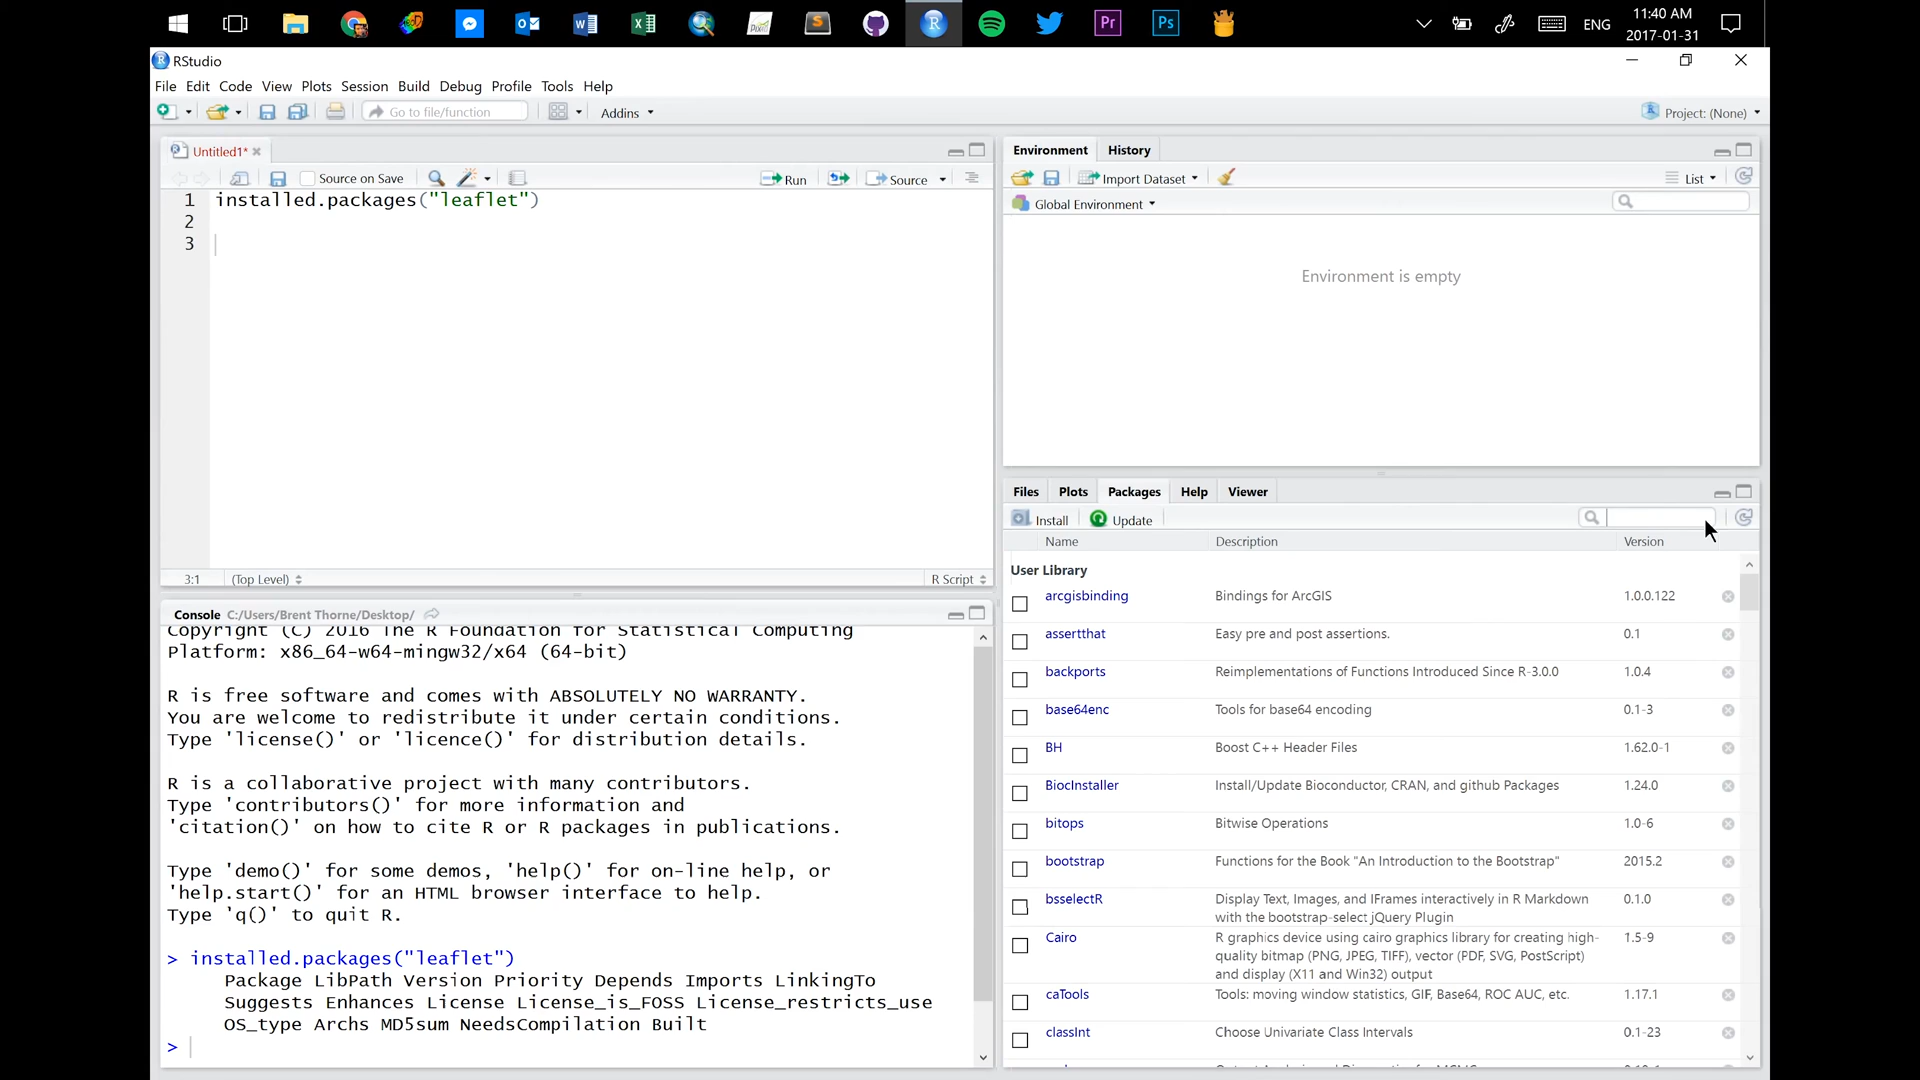 Pr
Ps
ENG
11:40 AM
2017-01-31
RStudio
File Edit Code View Plots Session Build Debug Profile Tools Help
Go to file/function
Addins
Project: (None)
Untitled1*
Source on Save
Run
Source
1 installed.packages("leaflet")
2
3
3:1 (Top Level)
R Script
Console C:/Users/Brent Thorne/Desktop/
Copyright (C) 2016 The R Foundation for Statistical Computing
Platform: x86_64-w64-mingw32/x64 (64-bit)
R is free software and comes with ABSOLUTELY NO WARRANTY.
You are welcome to redistribute it under certain conditions.
Type 'license()' or 'licence()' for distribution details.
R is a collaborative project with many contributors.
Type 'contributors()' for more information and
'citation()' on how to cite R or R packages in publications.
Type 'demo()' for some demos, 'help()' for on-line help, or
'help.start()' for an HTML browser interface to help.
Type 'q()' to quit R.
> installed.packages("leaflet")
Package LibPath Version Priority Depends Imports LinkingTo
Suggests Enhances License License_is_FOSS License_restricts_use
OS_type Archs MD5sum NeedsCompilation Built
>
Environment History
Import Dataset
List
Global Environment
Environment is empty
Files Plots Packages Help Viewer
Install Update
Name Description Version
User Library
arcgisbinding Bindings for ArcGIS 1.0.0.122
assertthat Easy pre and post assertions. 0.1
backports Reimplementations of Functions Introduced Since R-3.0.0 1.0.4
base64enc Tools for base64 encoding 0.1-3
BH Boost C++ Header Files 1.62.0-1
BiocInstaller Install/Update Bioconductor, CRAN, and github Packages 1.24.0
bitops Bitwise Operations 1.0-6
bootstrap Functions for the Book "An Introduction to the Bootstrap" 2015.2
bsselectR Display Text, Images, and IFrames interactively in R Markdown 0.1.0
with the bootstrap-select jQuery Plugin
Cairo R graphics device using cairo graphics library for creating high- 1.5-9
quality bitmap (PNG, JPEG, TIFF), vector (PDF, SVG, PostScript)
and display (X11 and Win32) output
caTools Tools: moving window statistics, GIF, Base64, ROC AUC, etc. 1.17.1
classInt Choose Univariate Class Intervals 0.1-23